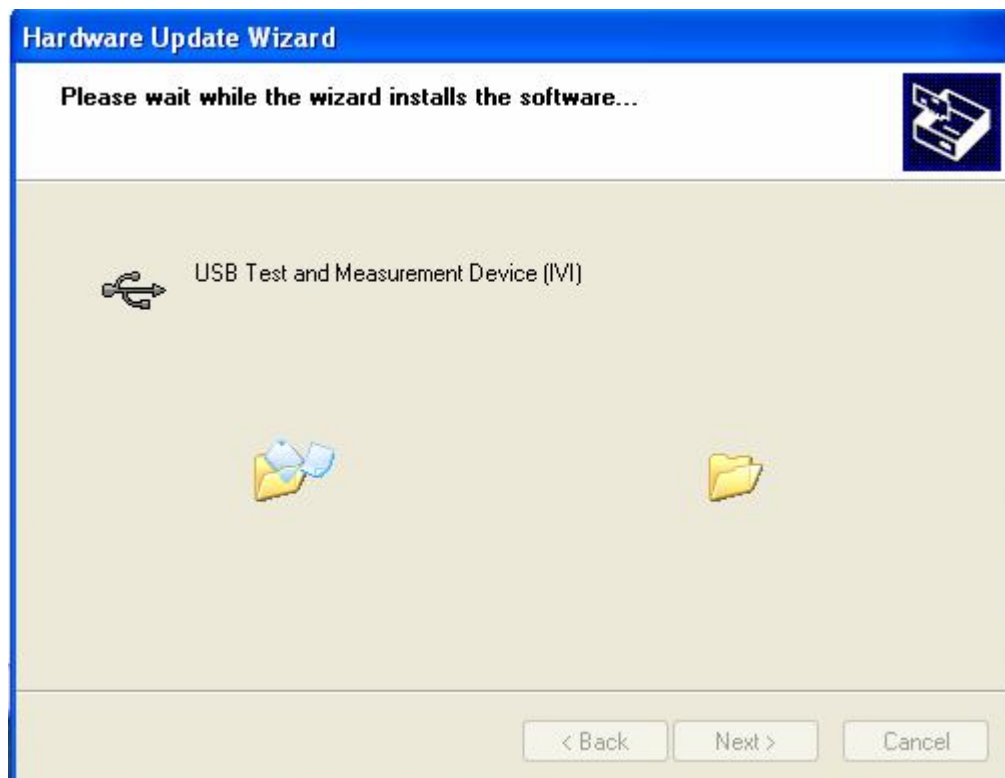 Hardware Update Wizard
Please wait while the wizard installs the software...
USB Test and Measurement Device (IVI)
< Back
Next >
Cancel